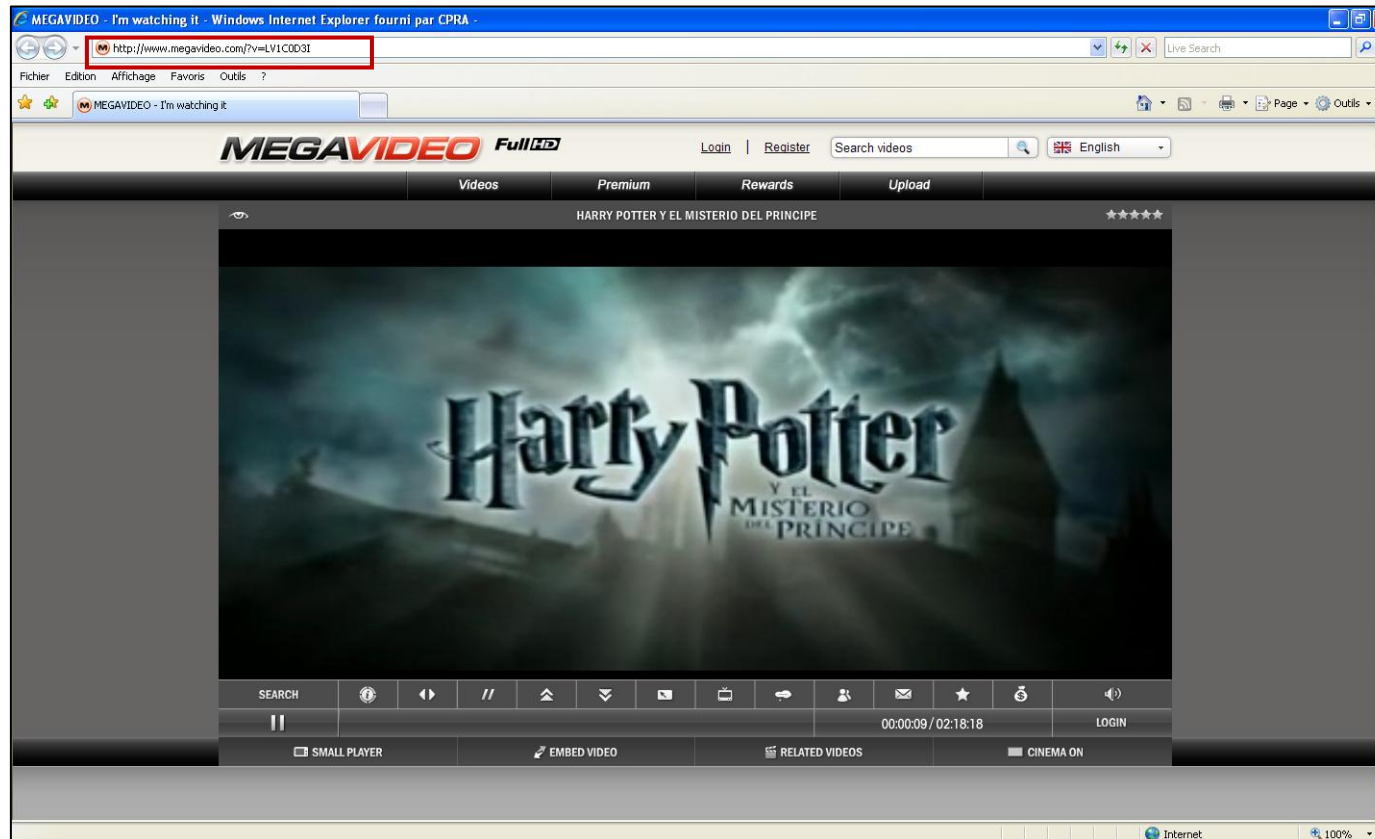 MEGAVIDEO - I'm watching it - Windows Internet Explorer fourni par CPRA -
http://www.megavideo.com/?v=LV1C0D3I
Live Search
Fichier Edition Affichage Favoris Outils ?
MEGAVIDEO - I'm watching it
Page Outils
MEGAVIDEO Full HD Login | Register Search videos English
Videos Premium Rewards Upload
HARRY POTTER Y EL MISTERIO DEL PRINCIPE
Harry Potter
Y EL
MISTERIO
DEL PRÍNCIPE
SEARCH
00:00:09 / 02:18:18 LOGIN
SMALL PLAYER EMBED VIDEO RELATED VIDEOS CINEMA ON
Internet 100%